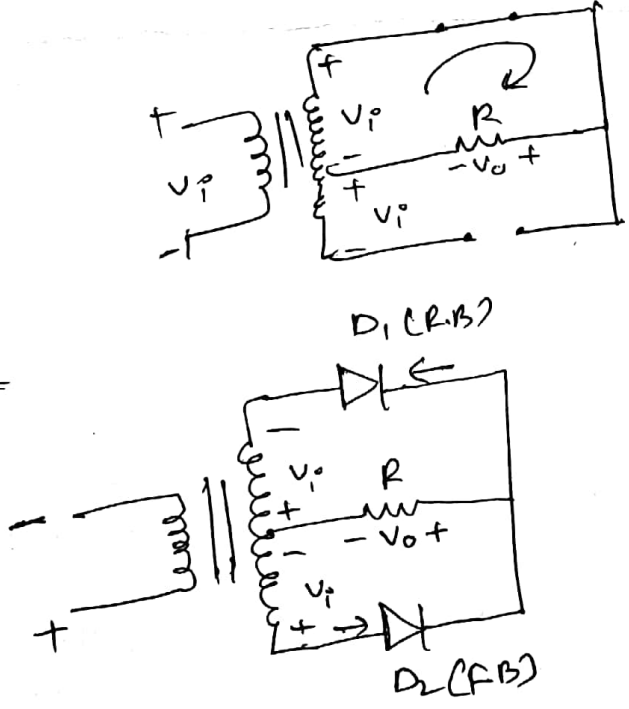 +
+ Vi R
Vi - - Vo +
+
Vi
- -
D1 (R.B)
=
-
Vi R
+
- - - Vo +
Vi
+ +
D2 (F.B)